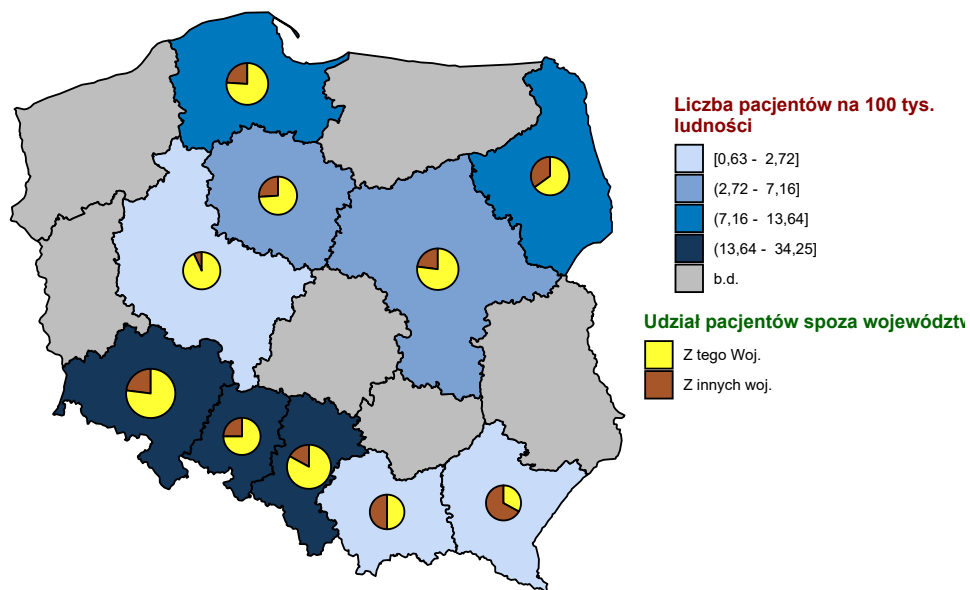 Liczba pacjentów na 100 tys.
ludności
[0,63 - 2,72]
(2,72 - 7,16]
(7,16 - 13,64]
(13,64 - 34,25]
b.d.
Udział pacjentów spoza województw
Z tego Woj.
Z innych woj.